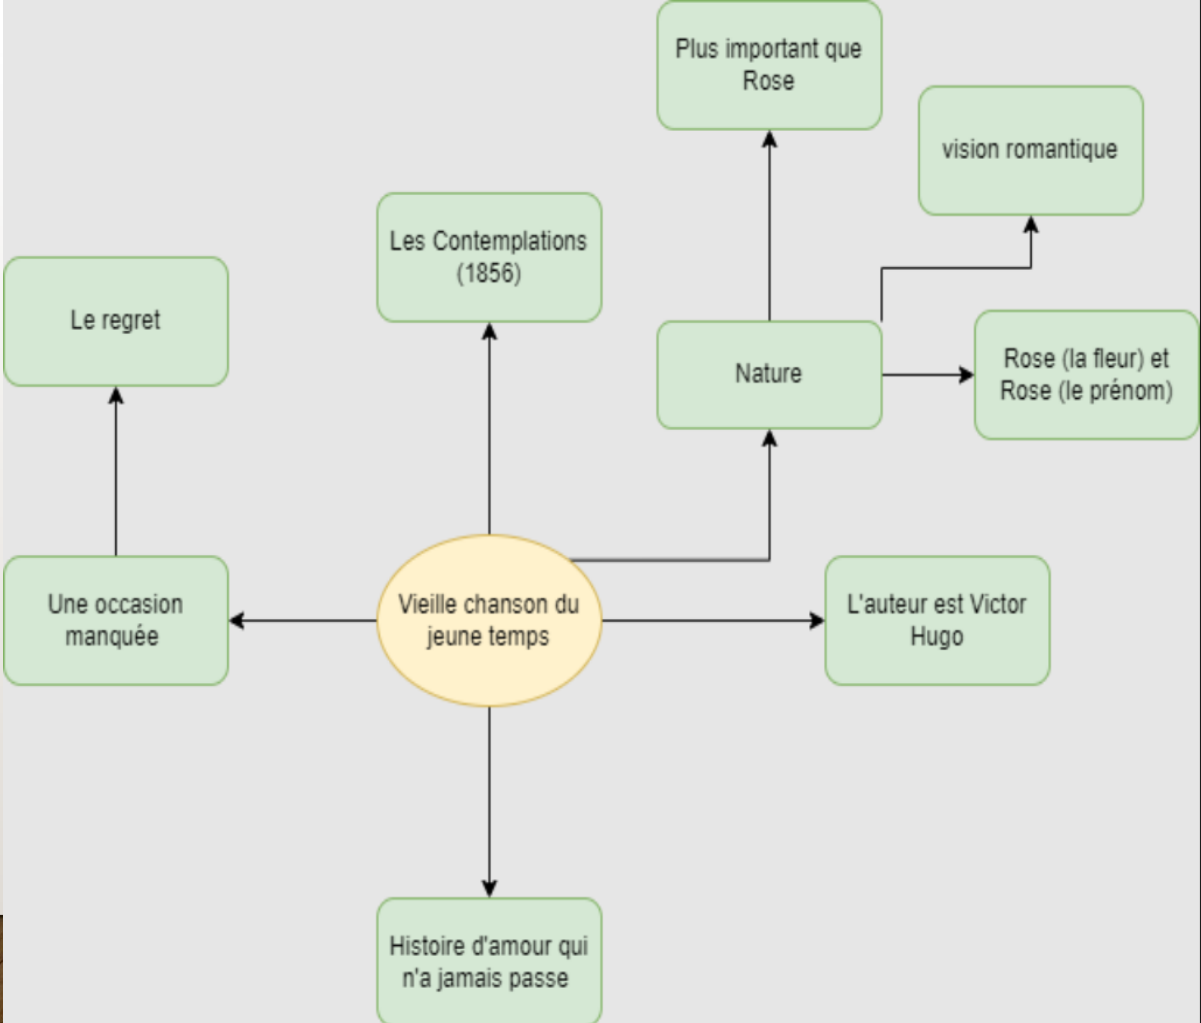 Plus important que
Rose
vision romantique
Les Contemplations
(1856)
Le regret
Nature
Rose (la fleur) et
Rose (le prénom)
Une occasion
manquée
Vieille chanson du
jeune temps
L'auteur est Victor
Hugo
Histoire d'amour qui
n'a jamais passe